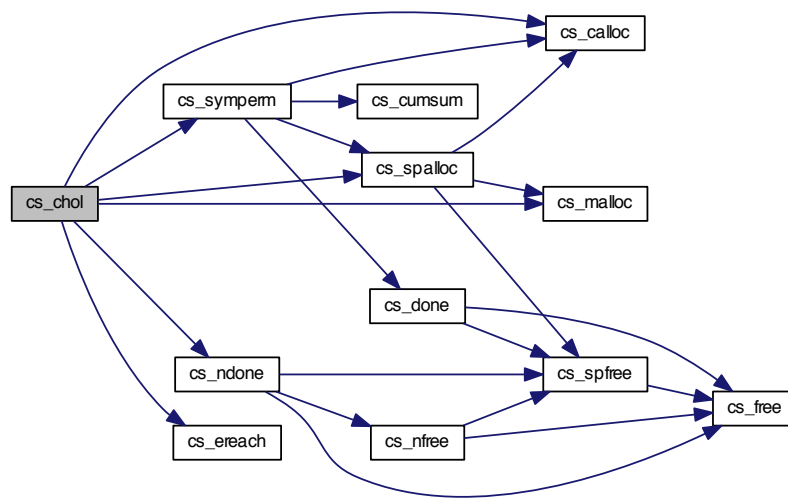 cs_calloc
cs_symperm
cs_cumsum
cs_spalloc
cs_chol
cs_malloc
cs_done
cs_ndone
cs_spfree
cs_free
cs_ereach
cs_nfree